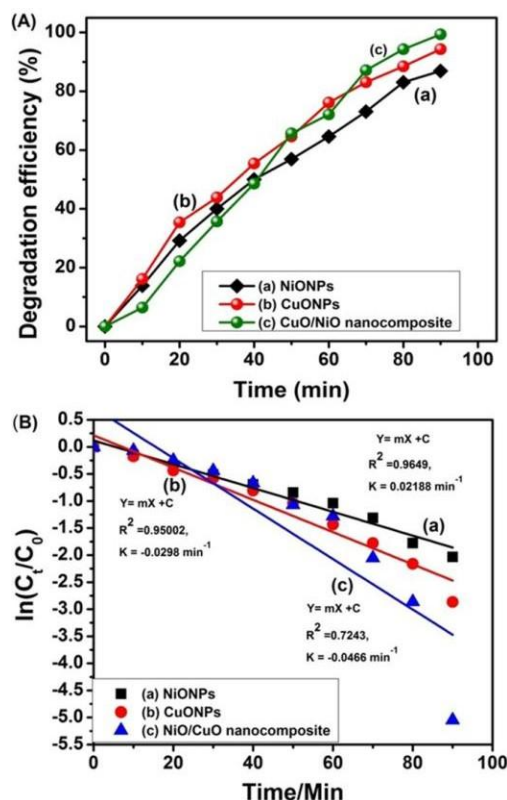 (A)
100
80
60
40
20
0
Degradation efficiency (%)
(c)
(a)
(b)
(a) NiONPs
(b) CuONPs
(c) CuO/NiO nanocomposite
0 20 40 60 80 100
Time (min)
(B)
0.5
0.0
-0.5
-1.0
-1.5
-2.0
-2.5
-3.0
-3.5
-4.0
-4.5
-5.0
-5.5
ln(Ct/C0)
Y= mX +C
R2 =0.9649,
K = 0.02188 min-1
(b)
(a)
Y= mX +C
R2 =0.95002,
K = -0.0298 min-1
(c)
Y= mX +C
R2 =0.7243,
K = -0.0466 min-1
(a) NiONPs
(b) CuONPs
(c) NiO/CuO nanocomposite
0 20 40 60 80 100
Time/Min